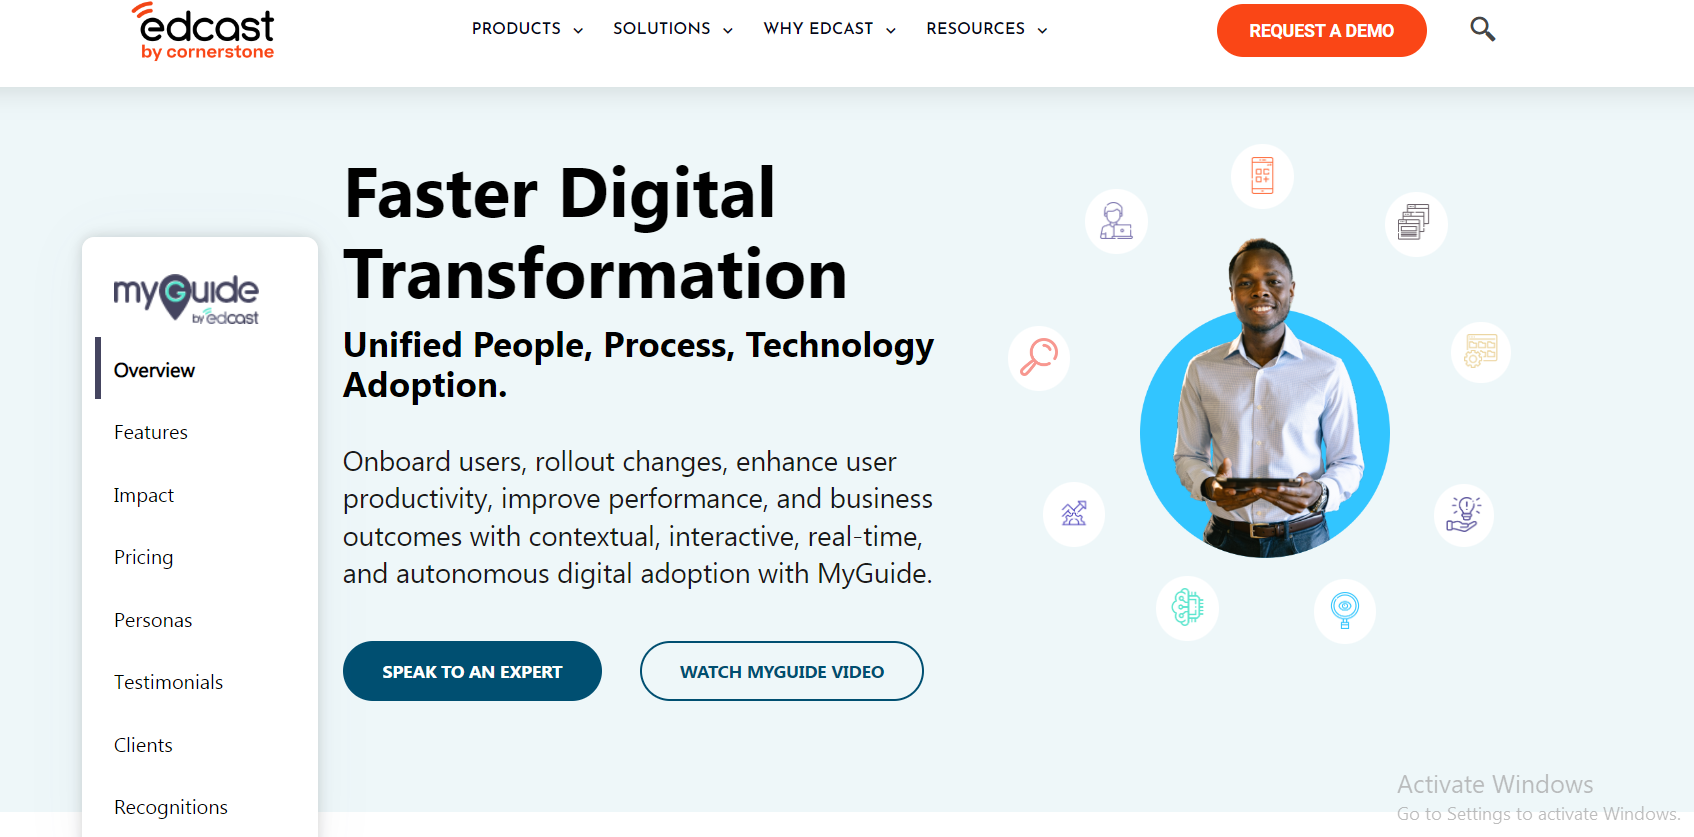 edcast
by cornerstone
PRODUCTS
SOLUTIONS
WHY EDCAST
RESOURCES
REQUEST A DEMO
myGuide
by edcast
Overview
Features
Impact
Pricing
Personas
Testimonials
Clients
Recognitions
Faster Digital
Transformation
Unified People, Process, Technology
Adoption.
Onboard users, rollout changes, enhance user
productivity, improve performance, and business
outcomes with contextual, interactive, real-time,
and autonomous digital adoption with MyGuide.
SPEAK TO AN EXPERT
WATCH MYGUIDE VIDEO
Activate Windows
Go to Settings to activate Windows.